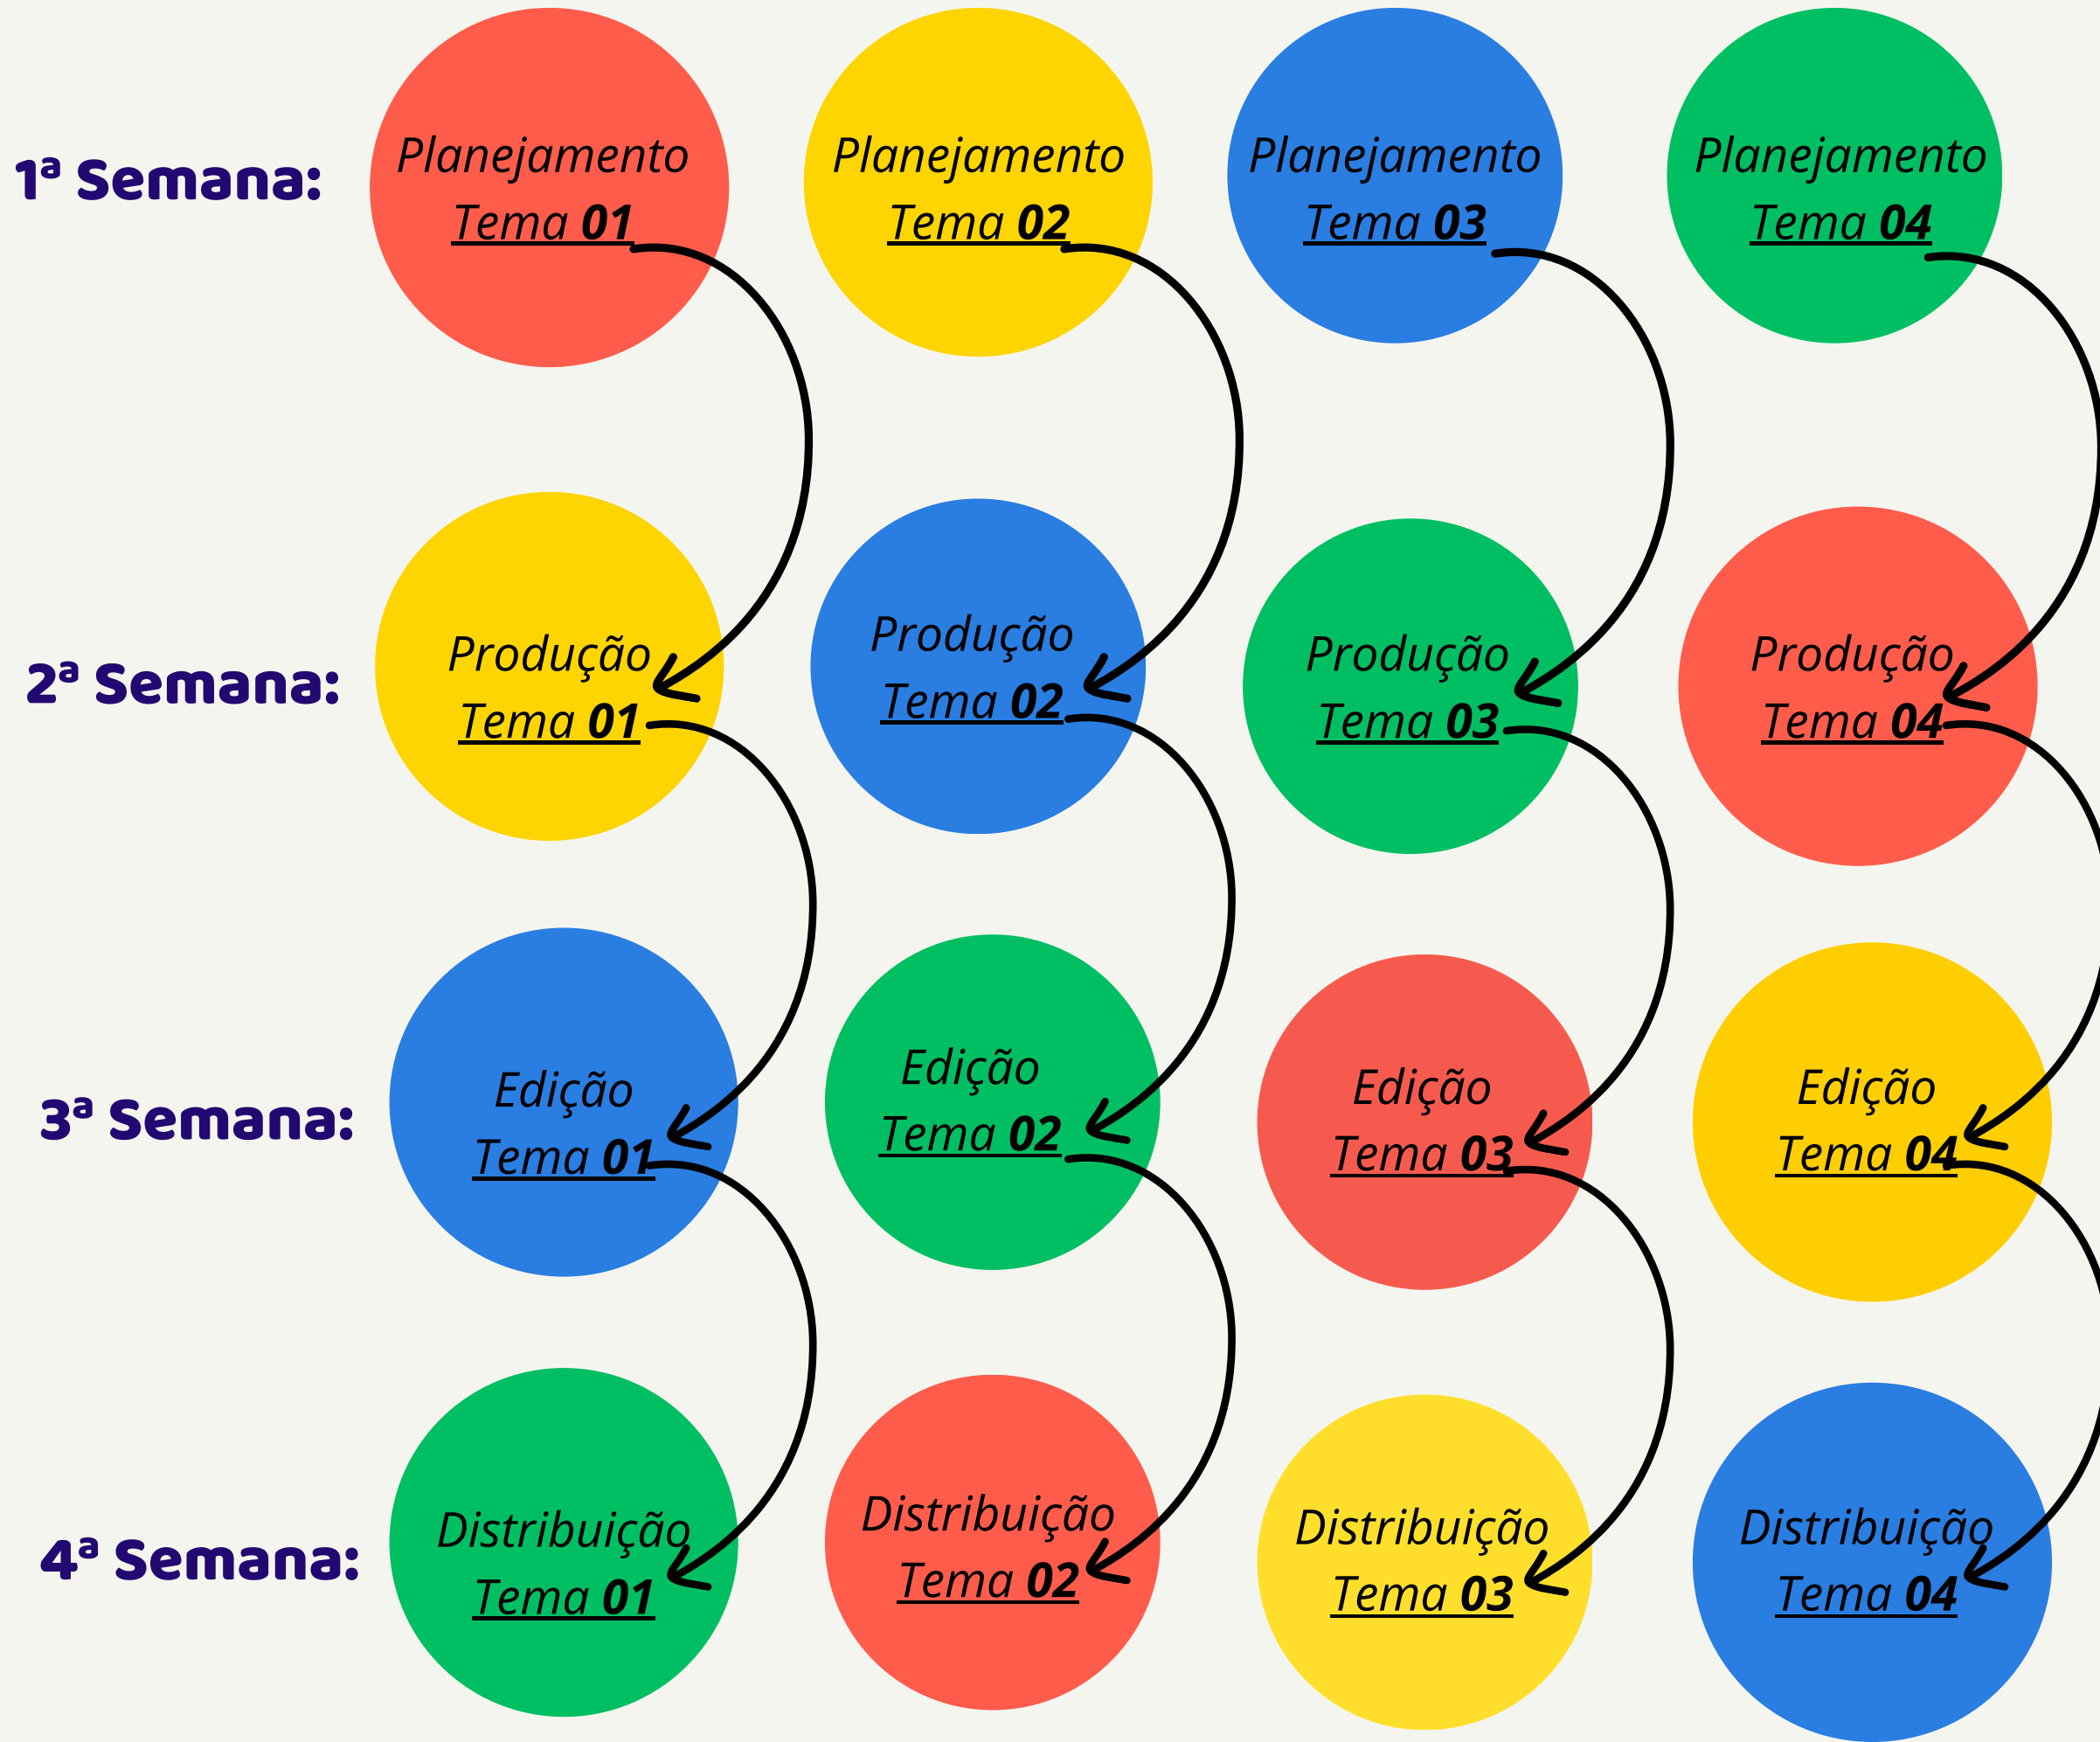 1ª Semana:
Planejamento
Tema 01
Planejamento
Tema 02
Planejamento
Tema 03
Planejamento
Tema 04
2ª Semana:
Produção
Tema 01
Produção
Tema 02
Produção
Tema 03
Produção
Tema 04
3ª Semana:
Edição
Tema 01
Edição
Tema 02
Edição
Tema 03
Edição
Tema 04
4ª Semana:
Distribuição
Tema 01
Distribuição
Tema 02
Distribuição
Tema 03
Distribuição
Tema 04